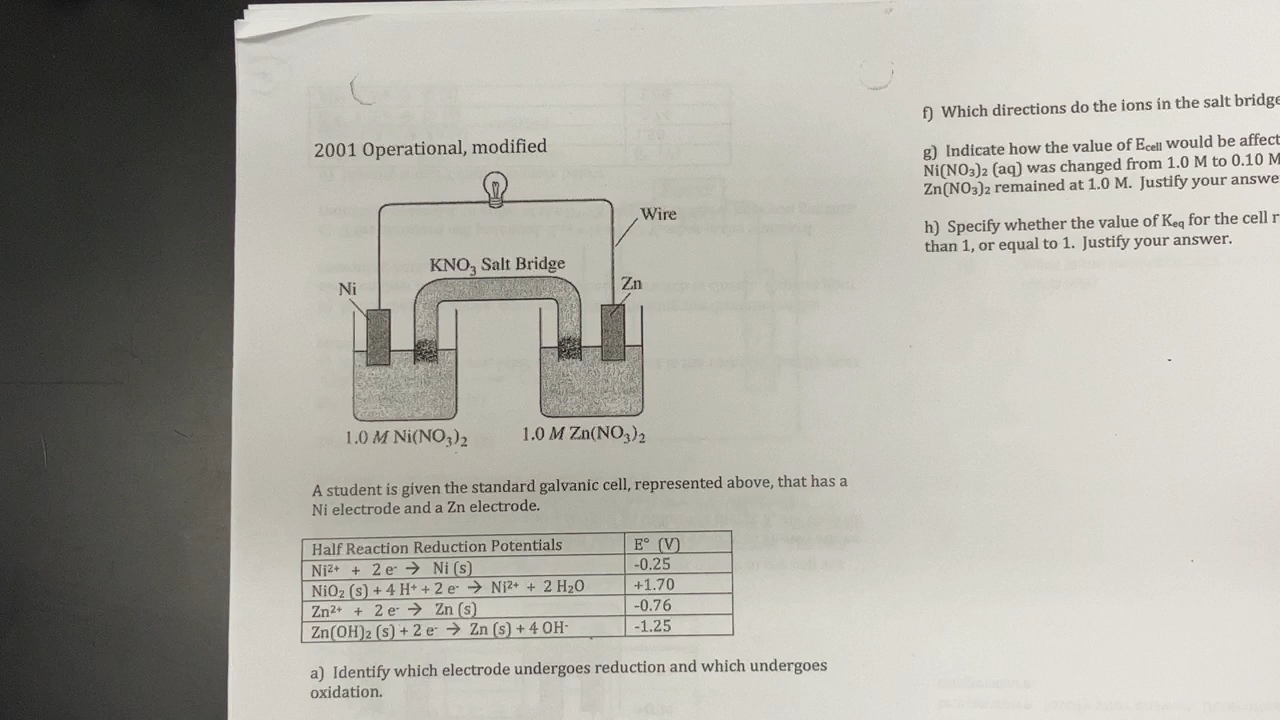 2001 Operational, modified
Wire
KNO₃ Salt Bridge
Ni
Zn
1.0 M Ni(NO₃)₂
1.0 M Zn(NO₃)₂
A student is given the standard galvanic cell, represented above, that has a
Ni electrode and a Zn electrode.
Half Reaction Reduction Potentials E° (V)
Ni²⁺ + 2 e⁻ → Ni (s) -0.25
NiO₂ (s) + 4 H⁺ + 2 e⁻ → Ni²⁺ + 2 H₂O +1.70
Zn²⁺ + 2 e⁻ → Zn (s) -0.76
Zn(OH)₂ (s) + 2 e⁻ → Zn (s) + 4 OH⁻ -1.25
a) Identify which electrode undergoes reduction and which undergoes
oxidation.
f) Which directions do the ions in the salt bridge
g) Indicate how the value of Ecell would be affect
Ni(NO₃)₂ (aq) was changed from 1.0 M to 0.10 M
Zn(NO₃)₂ remained at 1.0 M. Justify your answe
h) Specify whether the value of Keq for the cell r
than 1, or equal to 1. Justify your answer.